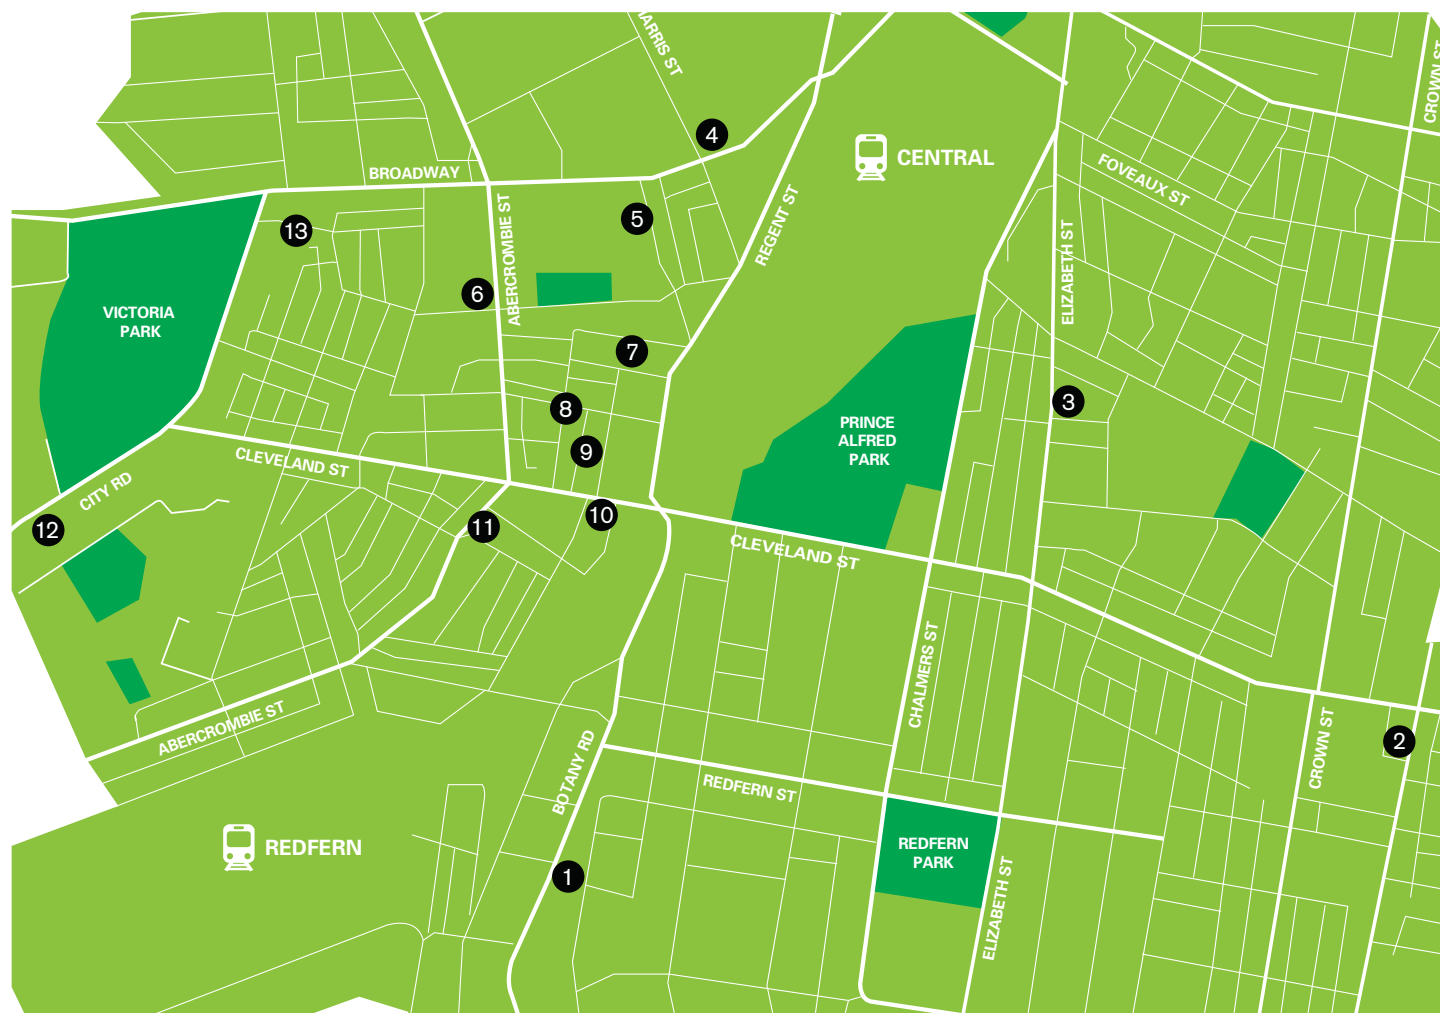 HARRIS ST
CROWN ST
4
CENTRAL
BROADWAY
FOVEAUX ST
5
13
ABERCROMBIE ST
REGENT ST
ELIZABETH ST
6
VICTORIA
PARK
7
8
3
PRINCE
ALFRED
PARK
9
CLEVELAND ST
CITY RD
10
11
12
CLEVELAND ST
CHALMERS ST
ABERCROMBIE ST
CROWN ST
2
BOTANY RD
REDFERN ST
REDFERN
REDFERN
PARK
1
ELIZABETH ST